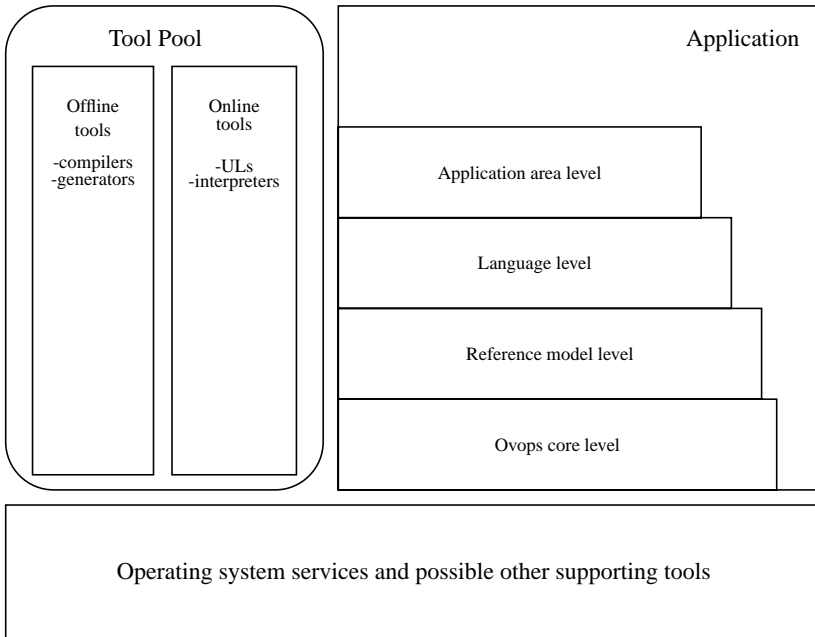 Tool Pool
Offline
tools
-compilers
-generators
Online
tools
-ULs
-interpreters
Application
Application area level
Language level
Reference model level
Ovops core level
Operating system services and possible other supporting tools